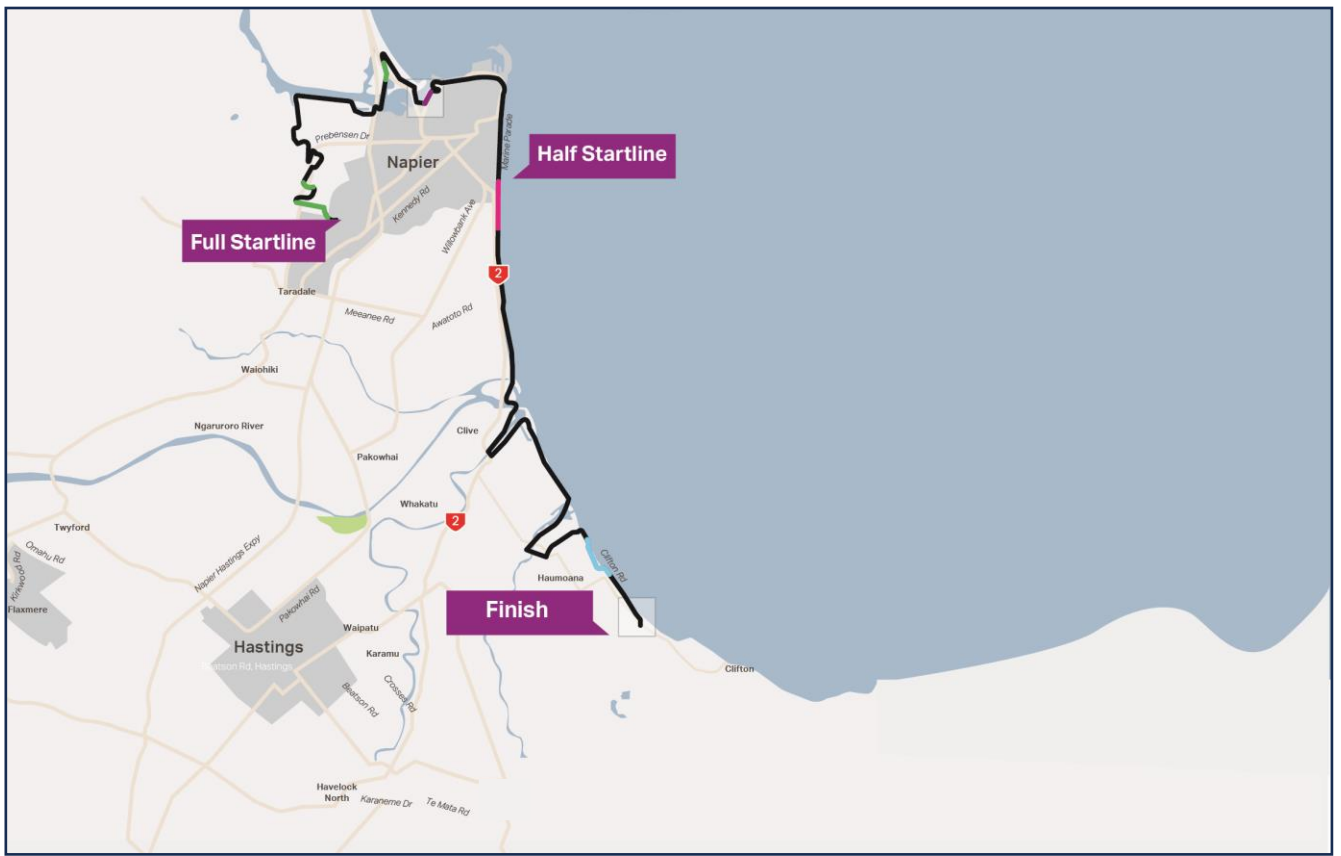 Marine Parade
Prebensen Dr
Half Startline
Napier
Kennedy Rd
Willowbank Ave
Full Startline
2
Taradale
Meeanee Rd
Awatoto Rd
Waiohiki
Ngaruroro River
Clive
Pakowhai
Whakatu
2
Twyford
Omahu Rd
Kirkwood Rd
Napier Hastings Expy
Clifton Rd
Haumoana
Flaxmere
Pakowhai Rd
Finish
Waipatu
Hastings
Karamu
Beatson Rd, Hastings
Clifton
Beatson Rd
Crosses Rd
Havelock
North
Karaneme Dr
Te Mata Rd